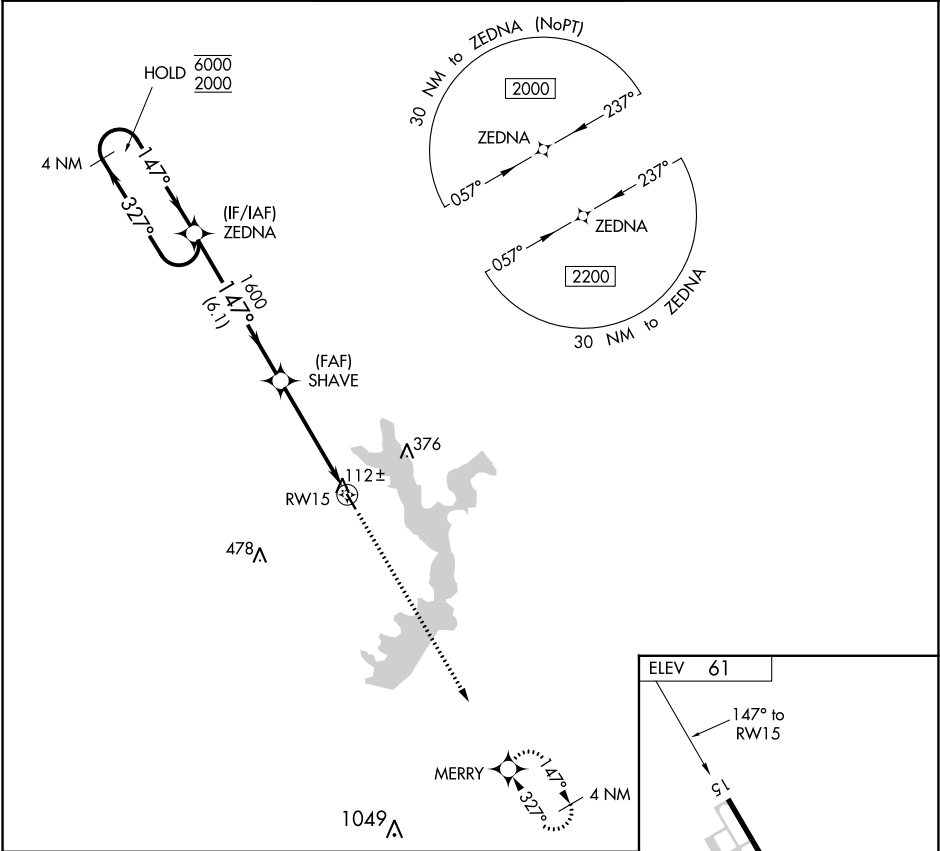 HOLD 6000
2000
4 NM
147°
327°
(IF/IAF)
ZEDNA
1600
147°
(6.1)
(FAF)
SHAVE
30 NM to ZEDNA (NoPT)
2000
237°
ZEDNA
057°
237°
ZEDNA
057°
2200
30 NM to ZEDNA
376
112±
RW15
478
MERRY
147°
327°
4 NM
1049
ELEV 61
147° to
RW15
15